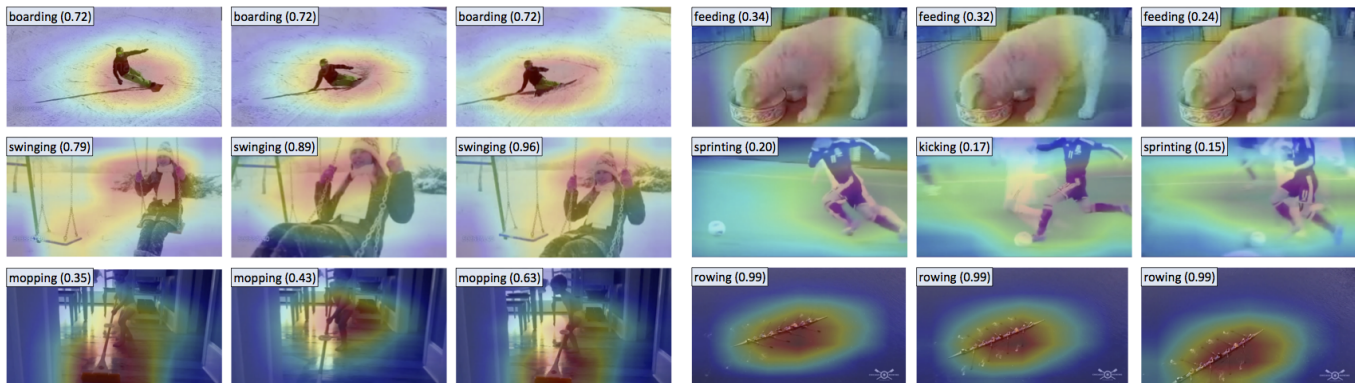 boarding (0.72)
boarding (0.72)
boarding (0.72)
feeding (0.34)
feeding (0.32)
feeding (0.24)
swinging (0.79)
swinging (0.89)
swinging (0.96)
sprinting (0.20)
kicking (0.17)
sprinting (0.15)
mopping (0.35)
mopping (0.43)
mopping (0.63)
rowing (0.99)
rowing (0.99)
rowing (0.99)